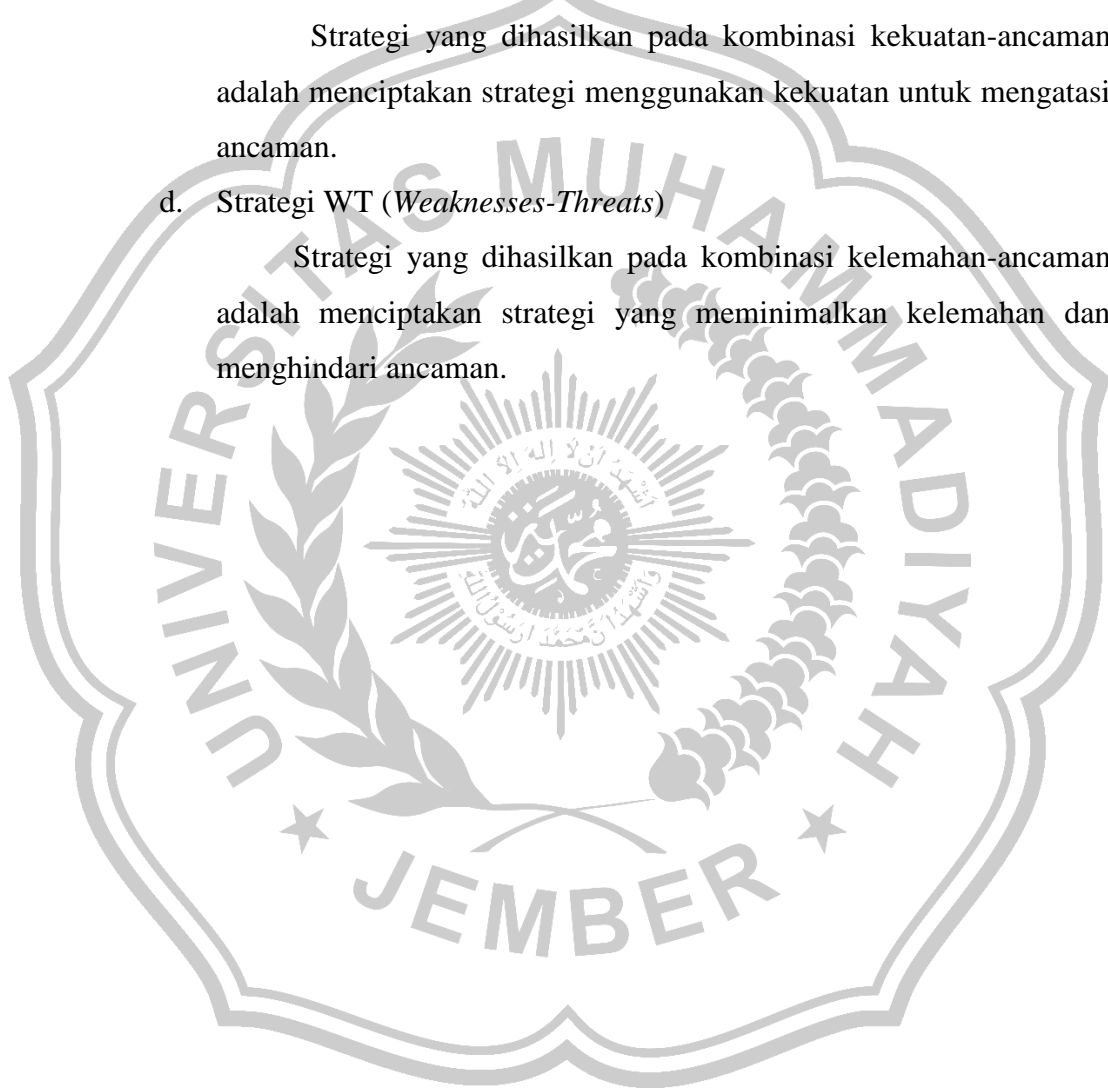 Strategi yang dihasilkan pada kombinasi kekuatan-ancaman
adalah menciptakan strategi menggunakan kekuatan untuk mengatasi
ancaman.
d. Strategi WT (Weaknesses-Threats)
Strategi yang dihasilkan pada kombinasi kelemahan-ancaman
adalah menciptakan strategi yang meminimalkan kelemahan dan
menghindari ancaman.
UNIVERSITAS MUHAMMADIYAH
JEMBER